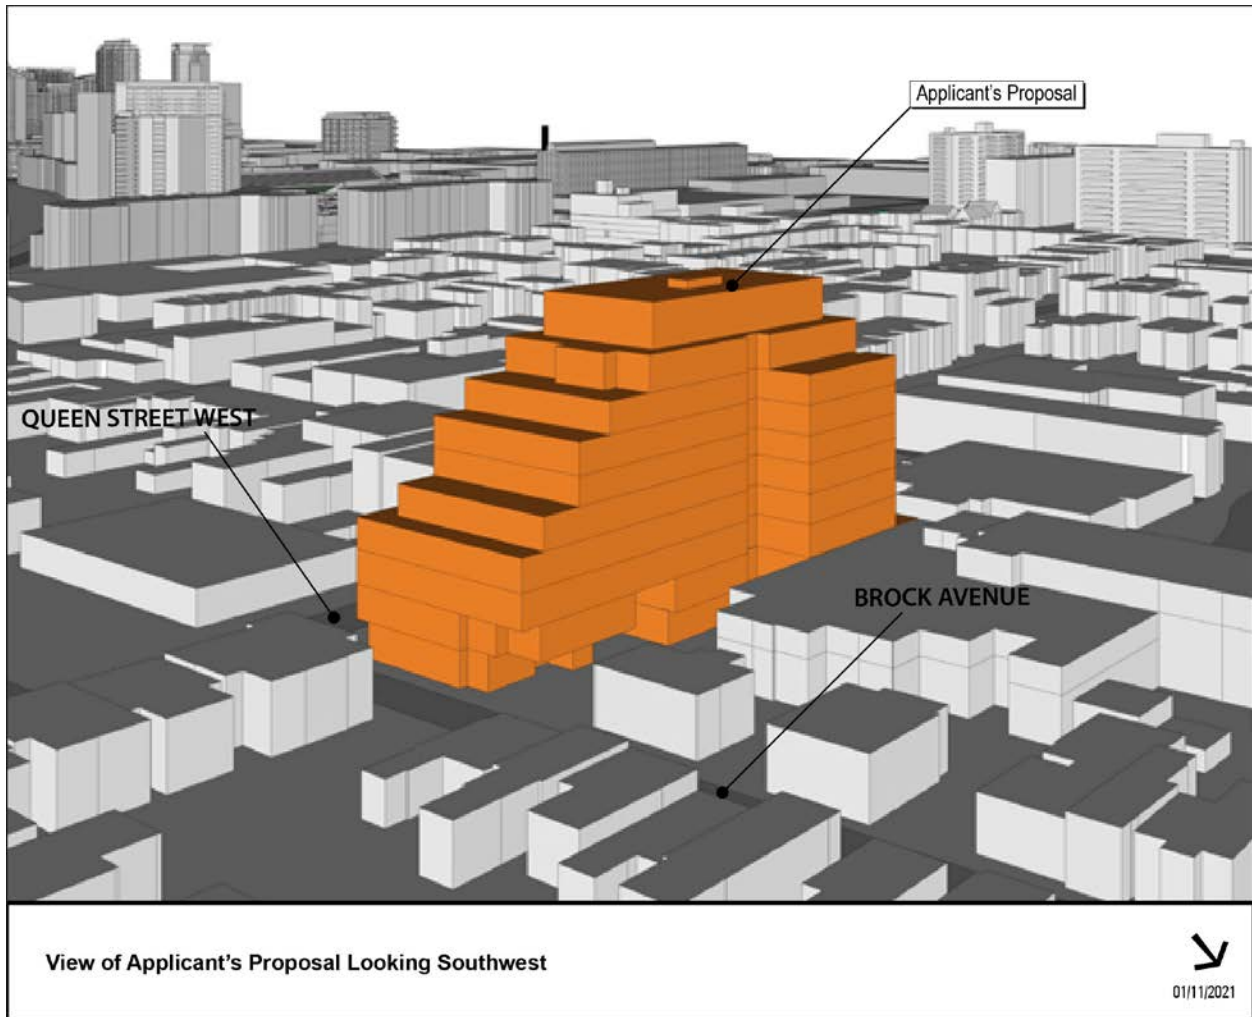 Applicant's Proposal
QUEEN STREET WEST
BROCK AVENUE
View of Applicant's Proposal Looking Southwest
01/11/2021